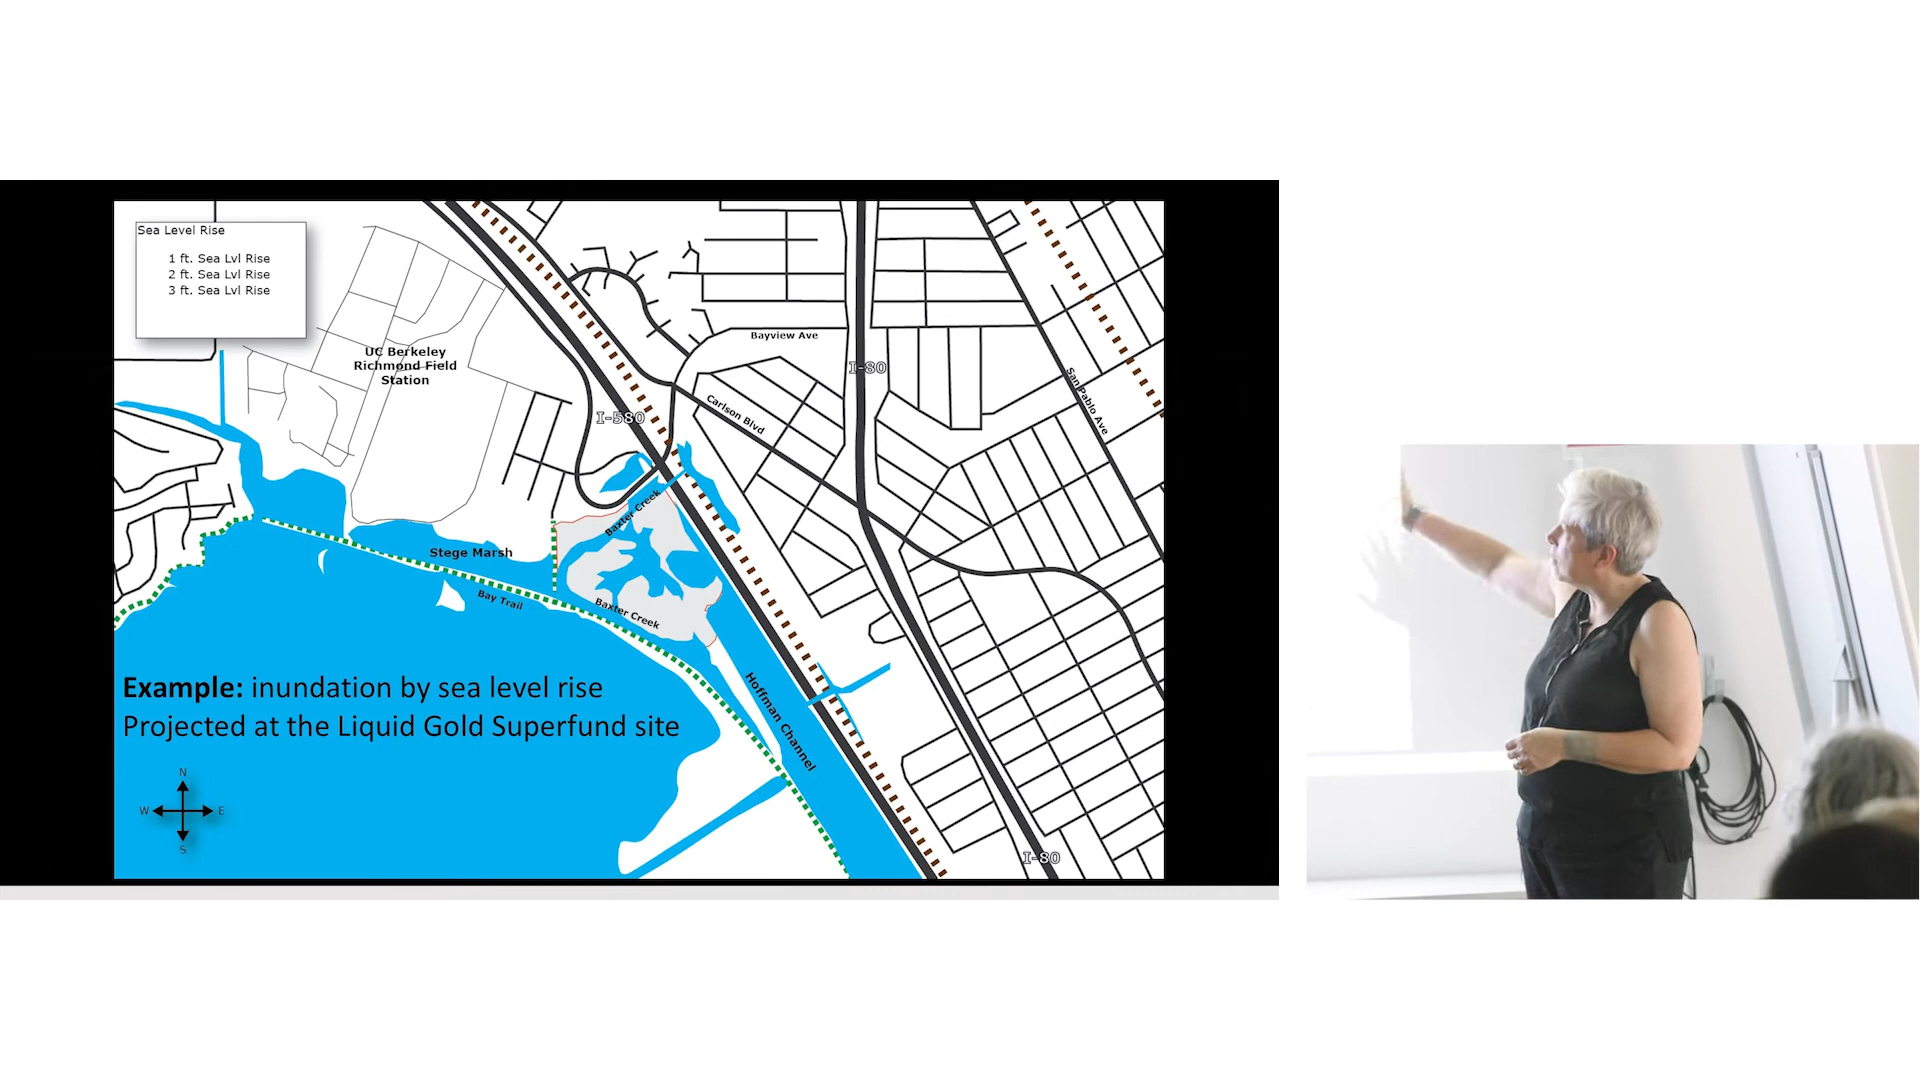 Sea Level Rise
1 ft. Sea Lvl Rise
2 ft. Sea Lvl Rise
3 ft. Sea Lvl Rise
UC Berkeley
Richmond Field
Station
Bayview Ave
I-80
San Pablo Ave
Carlson Blvd
I-580
Baxter Creek
Stege Marsh
Bay Trail
Baxter Creek
Hoffman Channel
Example: inundation by sea level rise
Projected at the Liquid Gold Superfund site
N
W
E
S
I-80